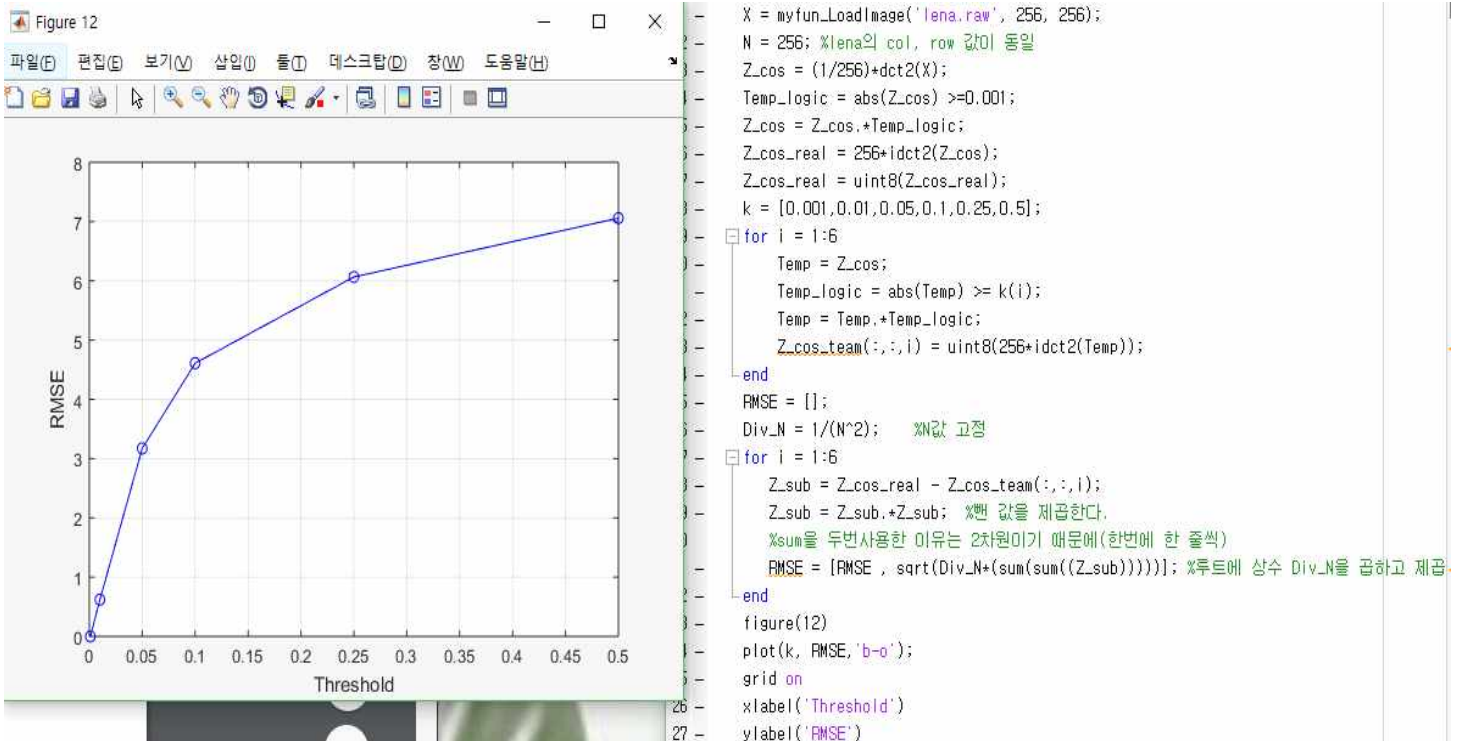 Figure 12
파일(F) 편집(E) 보기(V) 삽입(I) 툴(T) 데스크탑(D) 창(W) 도움말(H)
8
7
6
5
4
3
2
1
0
RMSE
0 0.05 0.1 0.15 0.2 0.25 0.3 0.35 0.4 0.45 0.5
Threshold
X = myfun_LoadImage('lena.raw', 256, 256);
N = 256; %lena의 col, row 값이 동일
Z_cos = (1/256)*dct2(X);
Temp_logic = abs(Z_cos) >=0.001;
Z_cos = Z_cos.*Temp_logic;
Z_cos_real = 256*idct2(Z_cos);
Z_cos_real = uint8(Z_cos_real);
k = [0.001,0.01,0.05,0.1,0.25,0.5];
for i = 1:6
Temp = Z_cos;
Temp_logic = abs(Temp) >= k(i);
Temp = Temp.*Temp_logic;
Z_cos_team(:,:,i) = uint8(256*idct2(Temp));
end
RMSE = [];
Div_N = 1/(N^2); %N값 고정
for i = 1:6
Z_sub = Z_cos_real - Z_cos_team(:,:,i);
Z_sub = Z_sub.*Z_sub; %뺀 값을 제곱한다.
%sum을 두번사용한 이유는 2차원이기 때문에(한번에 한 줄씩)
RMSE = [RMSE , sqrt(Div_N*(sum(sum((Z_sub)))))]; %루트에 상수 Div_N을 곱하고 제곱
end
figure(12)
plot(k, RMSE,'b-o');
grid on
26 xlabel('Threshold')
27 ylabel('RMSE')